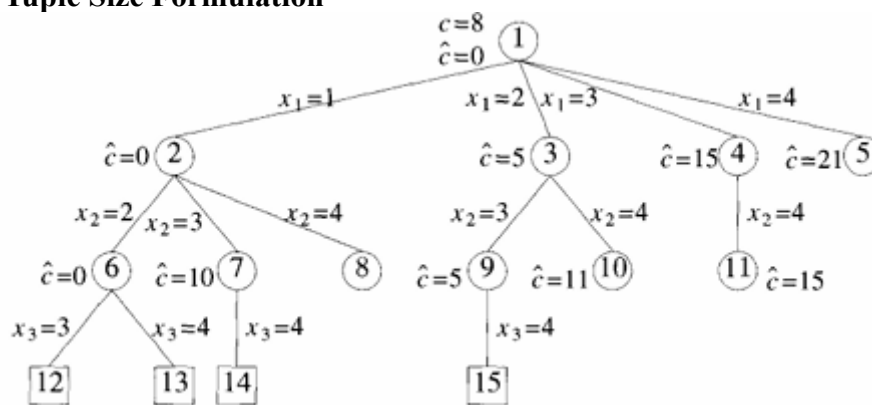 Tuple Size Formulation
c=8
1
ĉ=0
x1=1
x1=2
x1=3
x1=4
ĉ=0
2
ĉ=5
3
ĉ=15
4
ĉ=21
5
x2=2
x2=3
x2=4
x2=3
x2=4
x2=4
ĉ=0
6
ĉ=10
7
8
ĉ=5
9
ĉ=11
10
11
ĉ=15
x3=3
x3=4
x3=4
x3=4
12
13
14
15